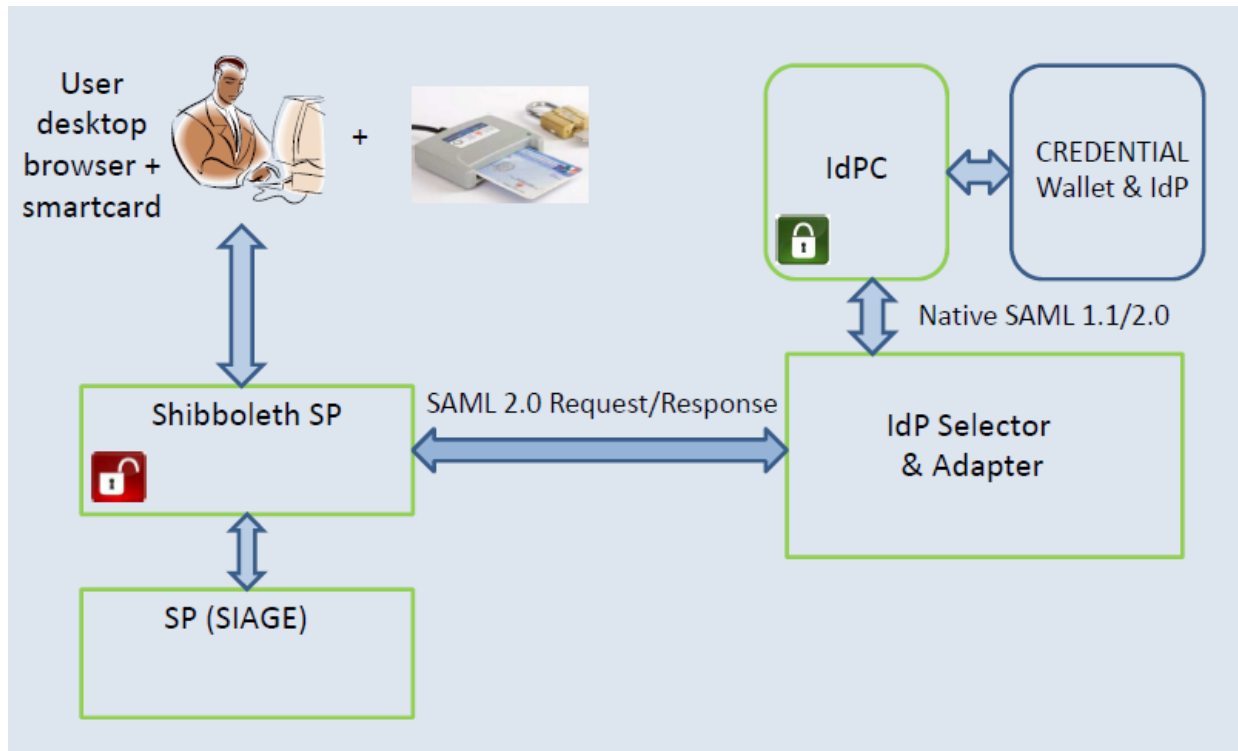 User
desktop
browser +
smartcard
+
IdPC
CREDENTIAL
Wallet & IdP
Native SAML 1.1/2.0
Shibboleth SP
SAML 2.0 Request/Response
IdP Selector
& Adapter
SP (SIAGE)